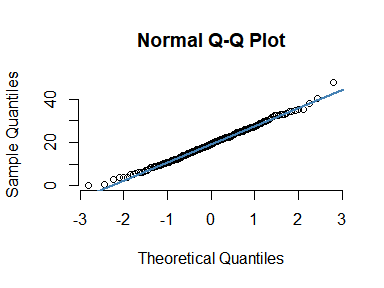 Normal Q-Q Plot
Sample Quantiles
40
20
0
-3 -2 -1 0 1 2 3
Theoretical Quantiles